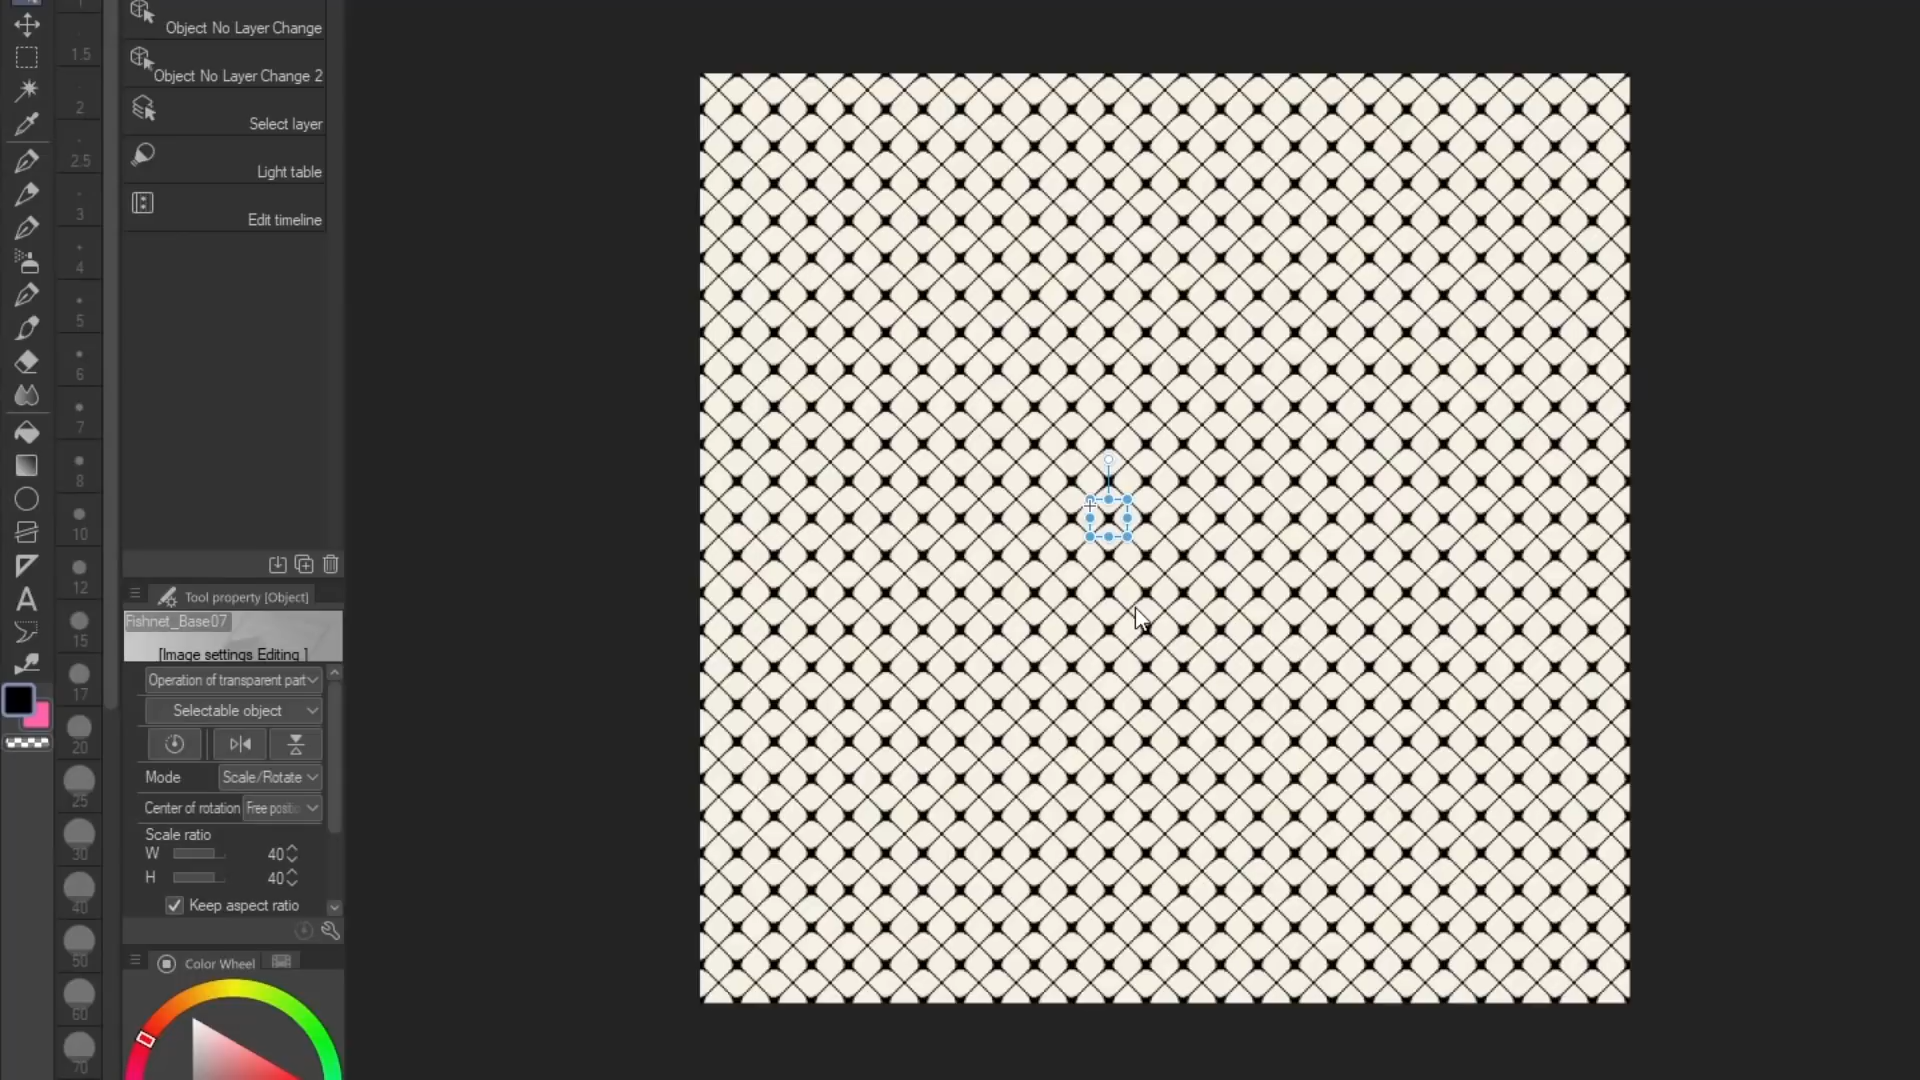 Object No Layer Change
1.5
Object No Layer Change 2
2
Select layer
2.5
Light table
3
Edit timeline
4
5
6
7
8
10
12
Tool property [Object]
Fishnet_Base07
15
[Image settings Editing ]
Operation of transparent part
17
Selectable object
20
Mode
Scale/Rotate
25
Center of rotation
Free positio
Scale ratio
W
40
30
H
40
Keep aspect ratio
40
50
Color Wheel
60
70